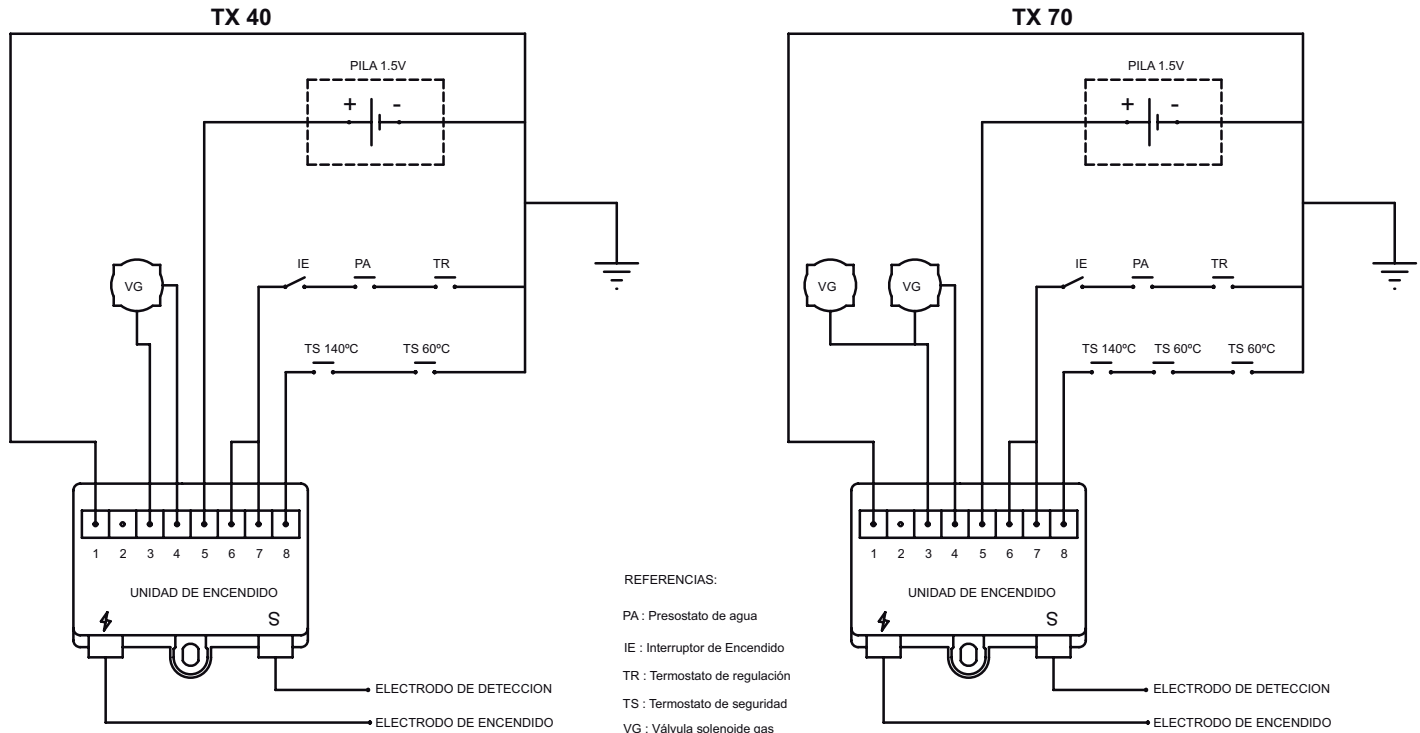 TX 40
PILA 1.5V
+ -
VG
IE PA TR
TS 140ºC TS 60ºC
1 2 3 4 5 6 7 8
UNIDAD DE ENCENDIDO
S
ELECTRODO DE DETECCION
ELECTRODO DE ENCENDIDO
REFERENCIAS:
PA : Presostato de agua
IE : Interruptor de Encendido
TR : Termostato de regulación
TS : Termostato de seguridad
VG : Válvula solenoide gas
TX 70
PILA 1.5V
+ -
VG VG
IE PA TR
TS 140ºC TS 60ºC TS 60ºC
1 2 3 4 5 6 7 8
UNIDAD DE ENCENDIDO
S
ELECTRODO DE DETECCION
ELECTRODO DE ENCENDIDO